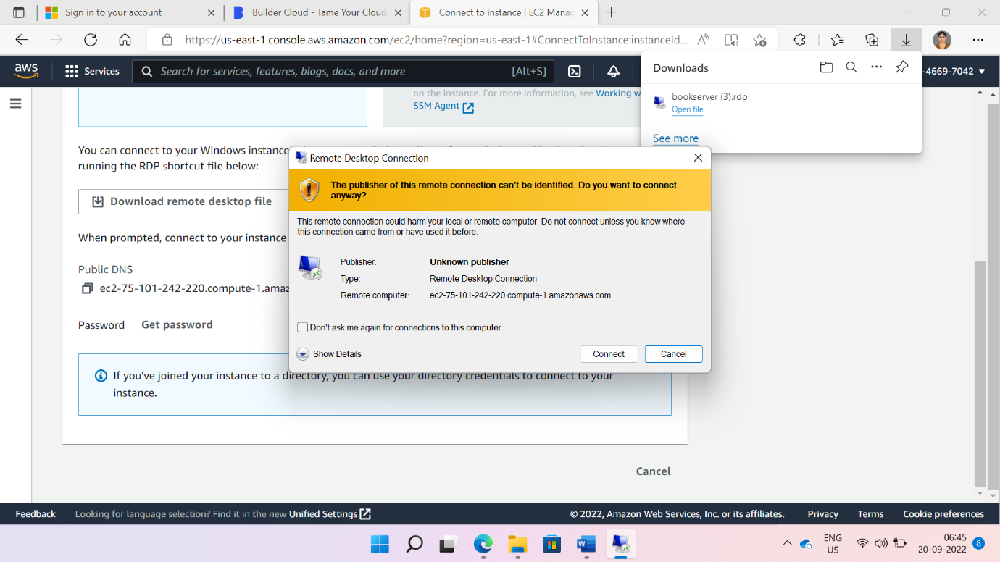 Sign in to your account
Builder Cloud - Tame Your Cloud
Connect to instance | EC2 Manag
https://us-east-1.console.aws.amazon.com/ec2/home?region=us-east-1#ConnectToInstance:instanceId...
aws
Services
Search for services, features, blogs, docs, and more
[Alt+S]
-4669-7042
Downloads
bookserver (3).rdp
Open file
See more
on the instance. For more information, see Working w
SSM Agent
You can connect to your Windows instance
running the RDP shortcut file below:
Download remote desktop file
When prompted, connect to your instance
Public DNS
ec2-75-101-242-220.compute-1.amaz
Password
Get password
Remote Desktop Connection
The publisher of this remote connection can't be identified. Do you want to connect
anyway?
This remote connection could harm your local or remote computer. Do not connect unless you know where
this connection came from or have used it before.
Publisher: Unknown publisher
Type: Remote Desktop Connection
Remote computer: ec2-75-101-242-220.compute-1.amazonaws.com
Don't ask me again for connections to this computer
Show Details
Connect
Cancel
If you've joined your instance to a directory, you can use your directory credentials to connect to your
instance.
Cancel
Feedback
Looking for language selection? Find it in the new Unified Settings
© 2022, Amazon Web Services, Inc. or its affiliates.
Privacy
Terms
Cookie preferences
ENG
US
06:45
20-09-2022
8